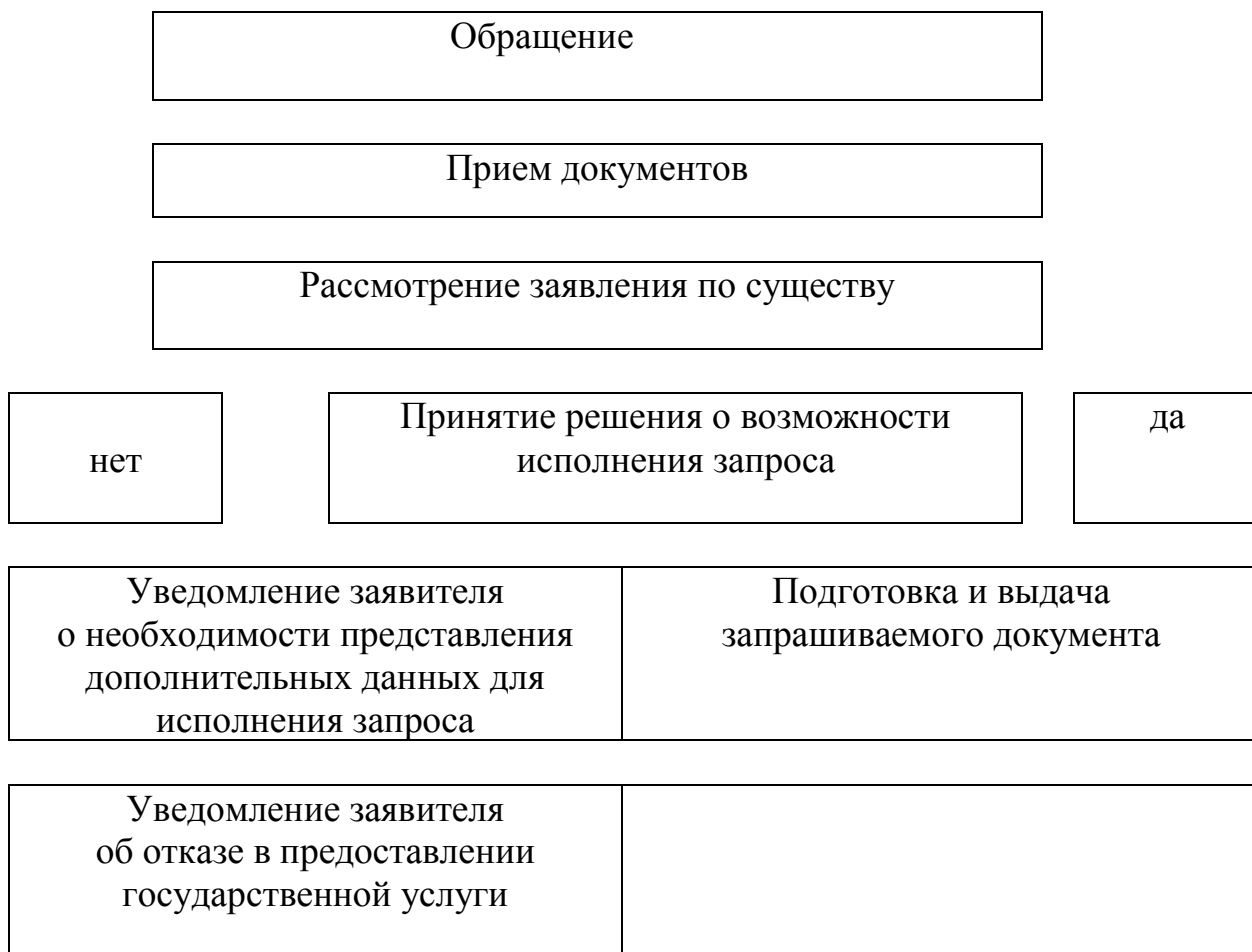 Обращение
Прием документов
Рассмотрение заявления по существу
нет
Принятие решения о возможности
исполнения запроса
да
Уведомление заявителя
о необходимости представления
дополнительных данных для
исполнения запроса
Подготовка и выдача
запрашиваемого документа
Уведомление заявителя
об отказе в предоставлении
государственной услуги